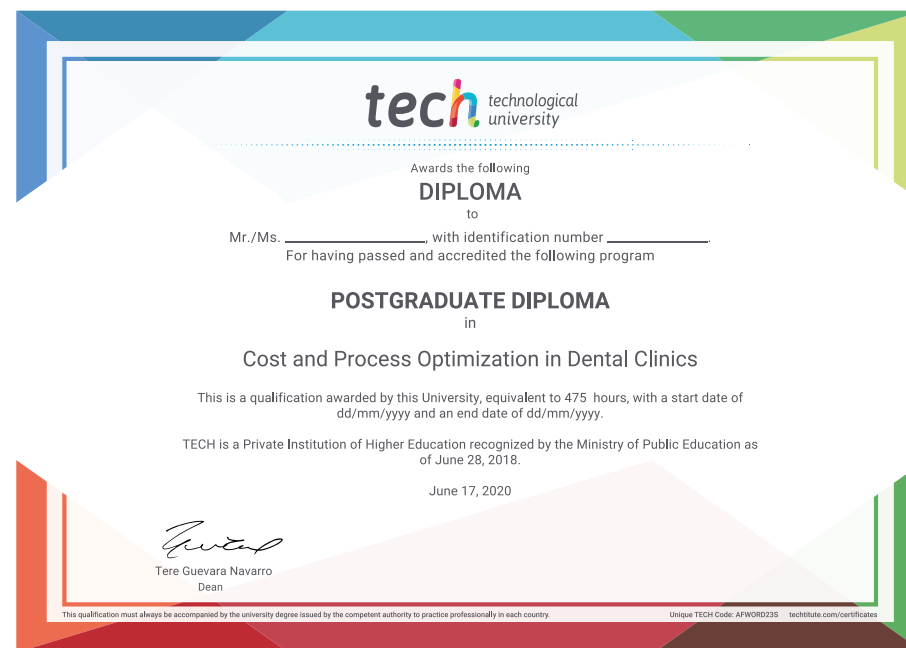 tech technological
university
Awards the following
DIPLOMA
to
Mr./Ms. ____________________, with identification number ______________.
For having passed and accredited the following program
POSTGRADUATE DIPLOMA
in
Cost and Process Optimization in Dental Clinics
This is a qualification awarded by this University, equivalent to 475 hours, with a start date of
dd/mm/yyyy and an end date of dd/mm/yyyy.
TECH is a Private Institution of Higher Education recognized by the Ministry of Public Education as
of June 28, 2018.
June 17, 2020
Tere Guevara Navarro
Dean
This qualification must always be accompanied by the university degree issued by the competent authority to practice professionally in each country.
Unique TECH Code: AFWORD23S techtitute.com/certificates